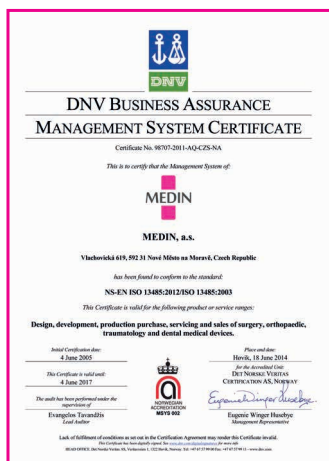 DNV
DNV BUSINESS ASSURANCE
MANAGEMENT SYSTEM CERTIFICATE
Certificate No. 98707-2011-AQ-CZS-NA
This is to certify that the Management System of:
MEDIN
MEDIN, a.s.
Vlachovická 619, 592 31 Nové Město na Moravě, Czech Republic
has been found to conform to the standard:
NS-EN ISO 13485:2012/ISO 13485:2003
This Certificate is valid for the following product or service ranges:
Design, development, production purchase, servicing and sales of surgery, orthopaedic,
traumatology and dental medical devices.
Initial Certification date:
4 June 2005
This Certificate is valid until:
4 June 2017
The audit has been performed under the
supervision of
Evangelos Tavandžis
Lead Auditor
NORWEGIAN
ACCREDITATION
MSYS 002
Place and date:
Høvik, 18 June 2014
for the Accredited Unit:
DET NORSKE VERITAS
CERTIFICATION AS, NORWAY
Eugenie Winger Husebye
Eugenie Winger Husebye
Management Representative
Lack of fulfilment of conditions as set out in the Certification Agreement may render this Certificate invalid.